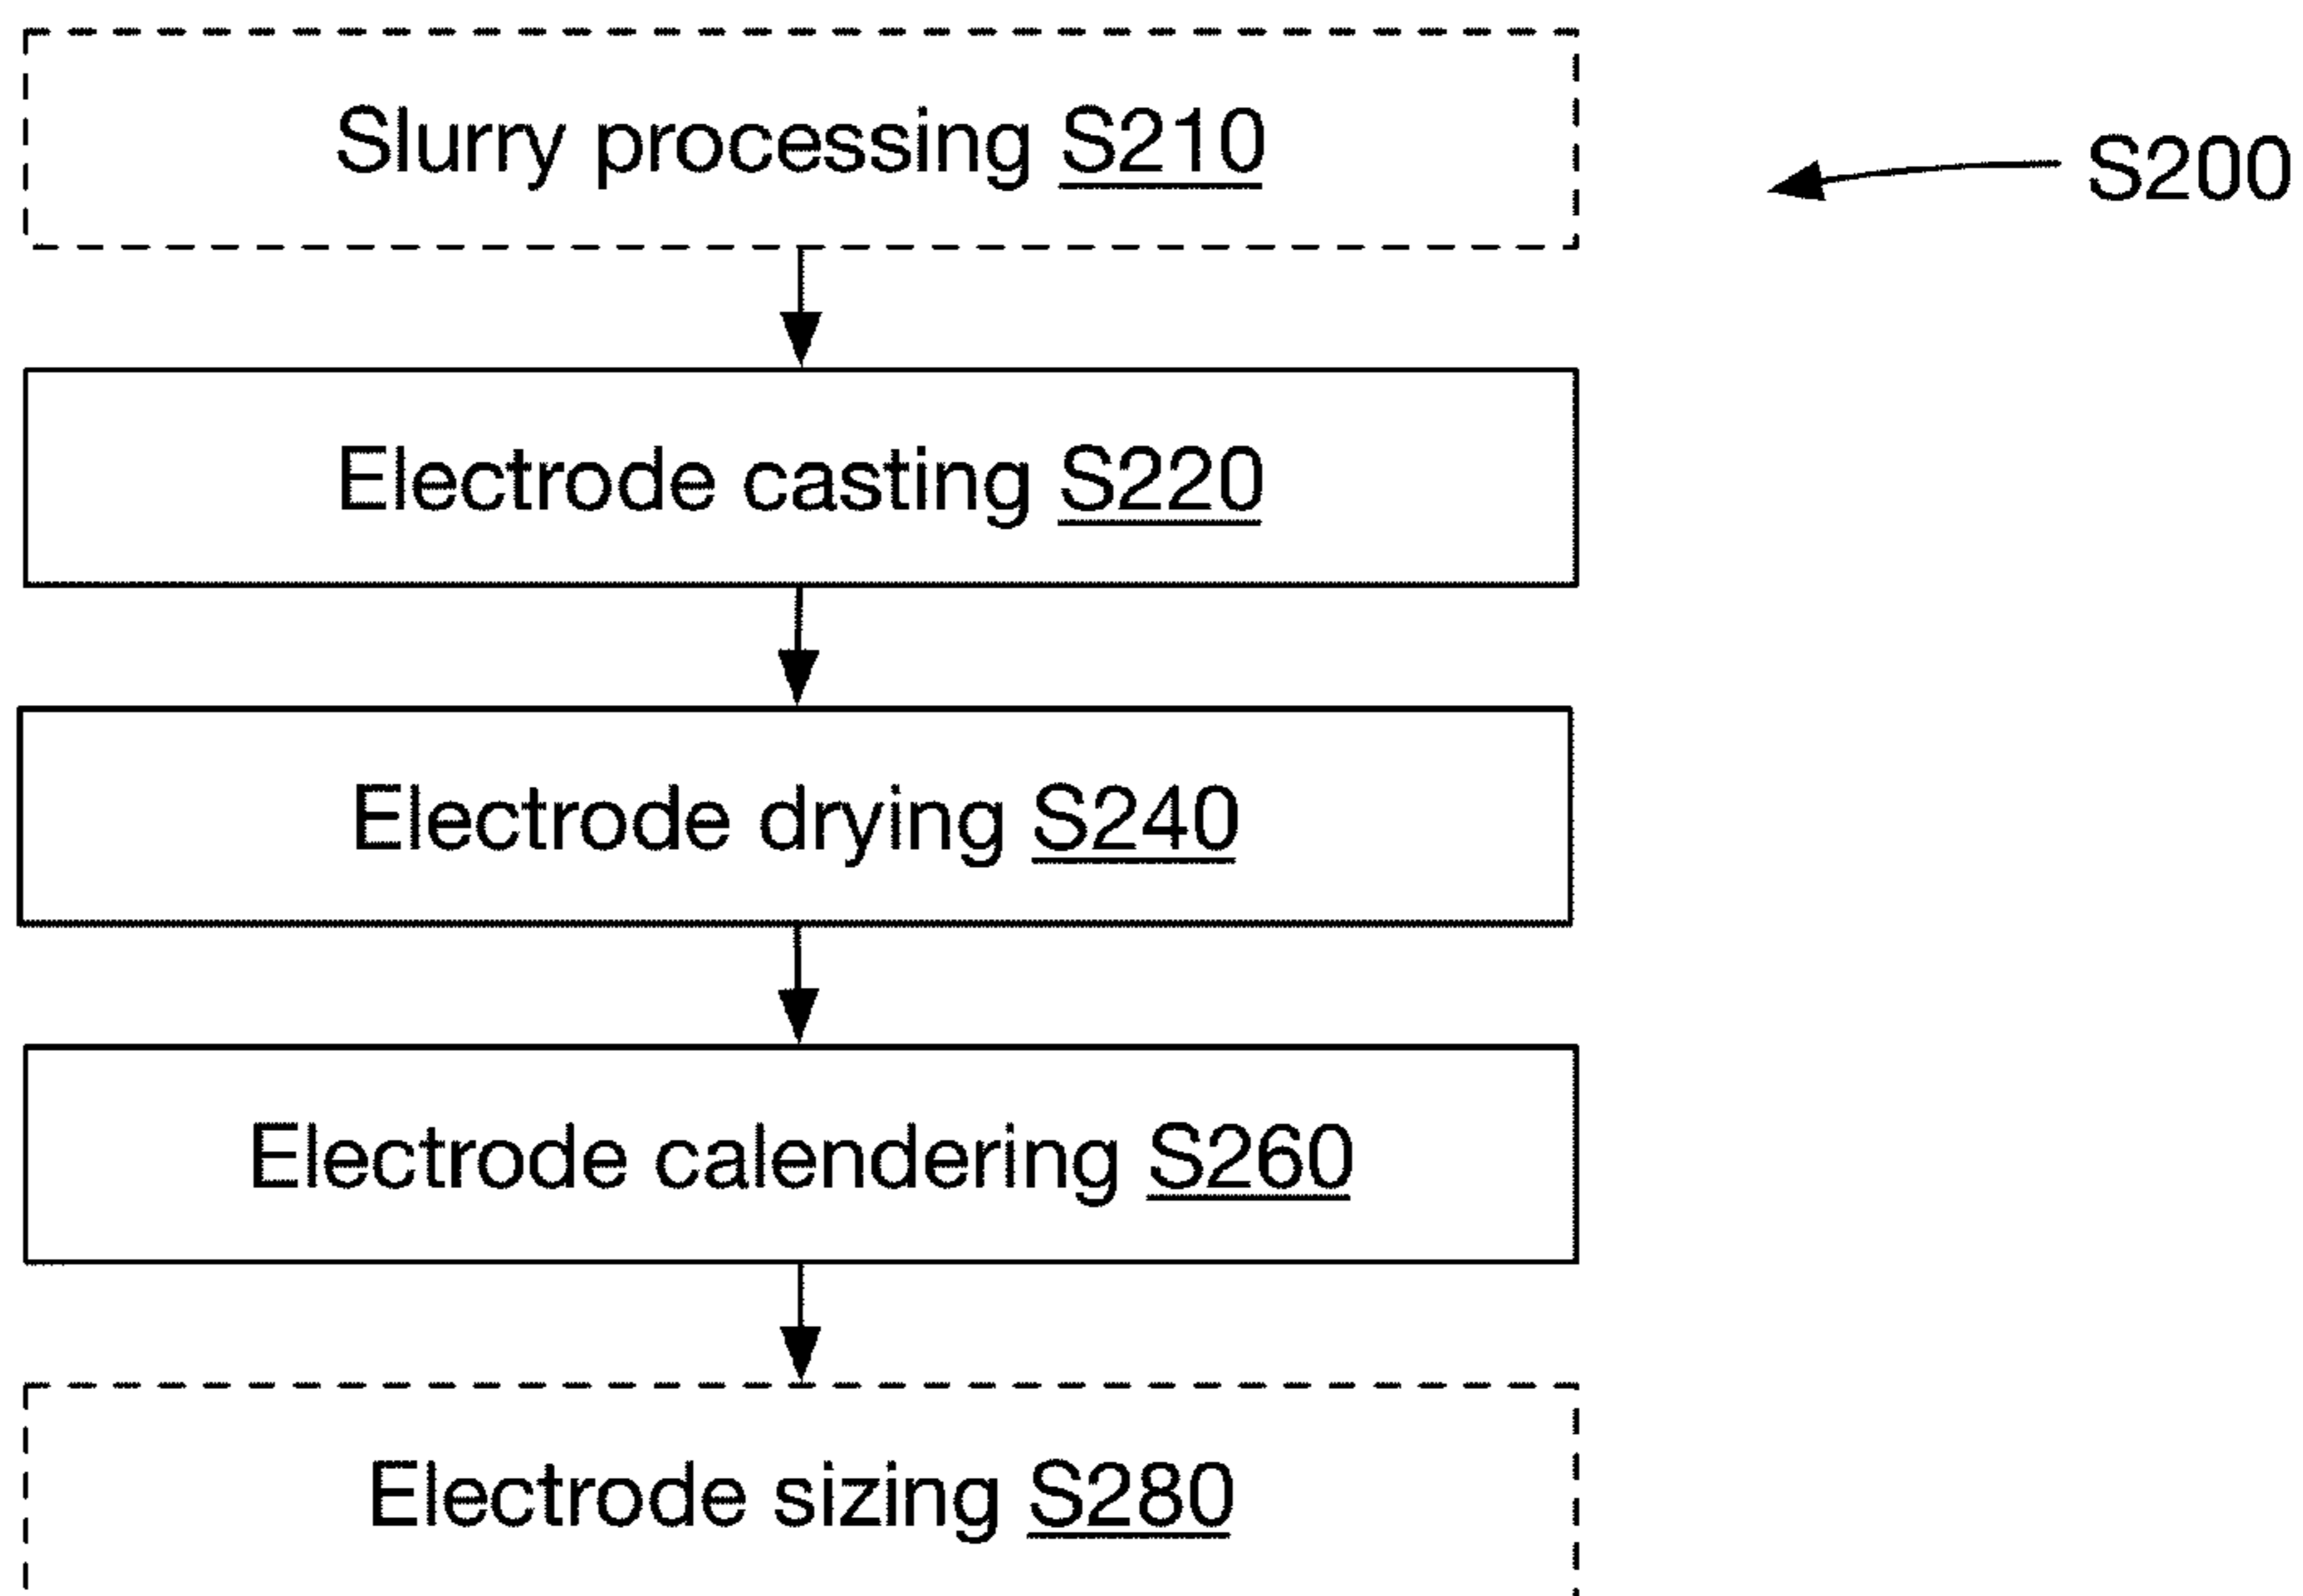 Slurry processing S210
S200
Electrode casting S220
Electrode drying S240
Electrode calendering S260
Electrode sizing S280